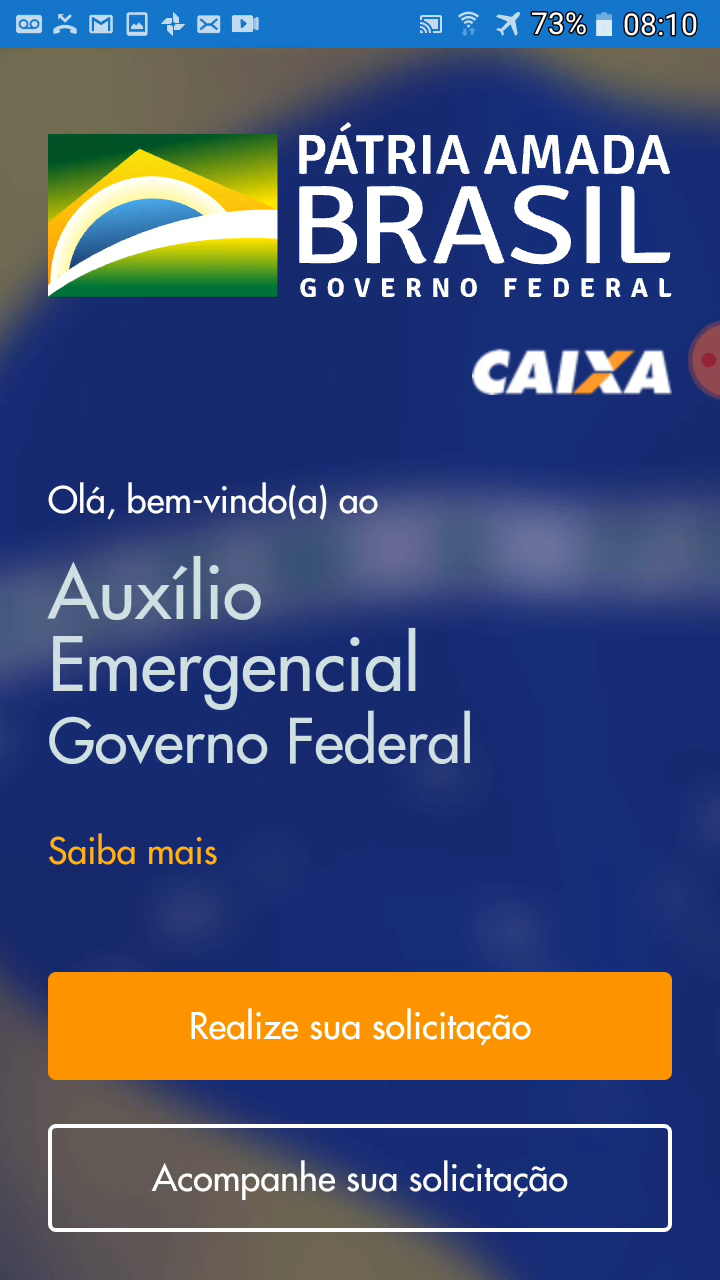 73% 08:10
PÁTRIA AMADA
BRASIL
GOVERNO FEDERAL
CAIXA
Olá, bem-vindo(a) ao
Auxílio
Emergencial
Governo Federal
Saiba mais
Realize sua solicitação
Acompanhe sua solicitação